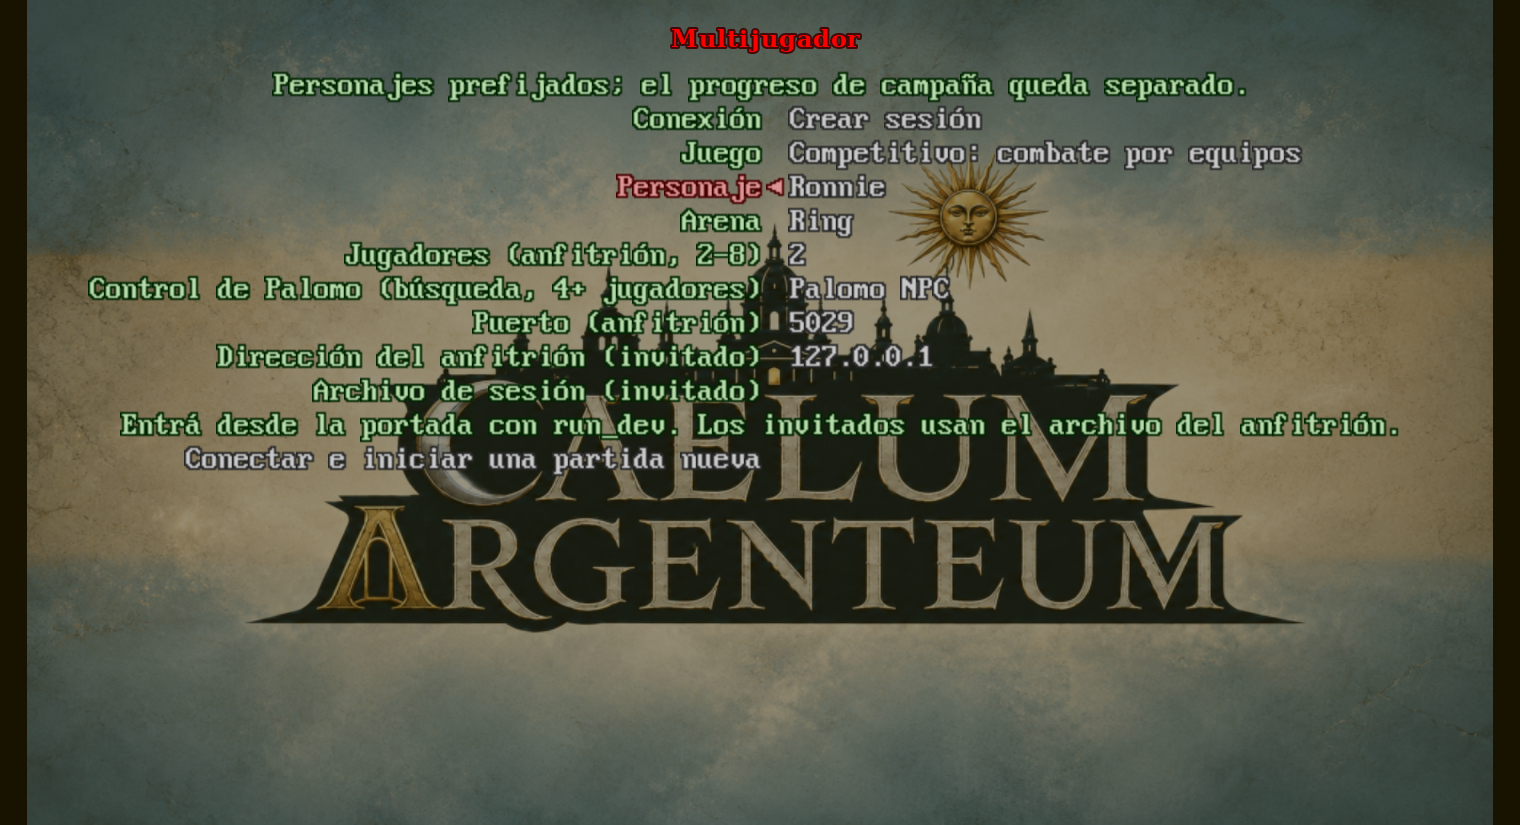 Multijugador
Personajes prefijados; el progreso de campaña queda separado.
Conexión Crear sesión
Juego Competitivo: combate por equipos
Personaje Ronnie
Arena Ring
Jugadores (anfitrión, 2-8) 2
Control de Palomo (búsqueda, 4+ jugadores) Palomo NPC
Puerto (anfitrión) 5029
Dirección del anfitrión (invitado) 127.0.0.1
Archivo de sesión (invitado)
Entrá desde la portada con run_dev. Los invitados usan el archivo del anfitrión.
Conectar e iniciar una partida nueva
CAELUM
ARGENTEUM